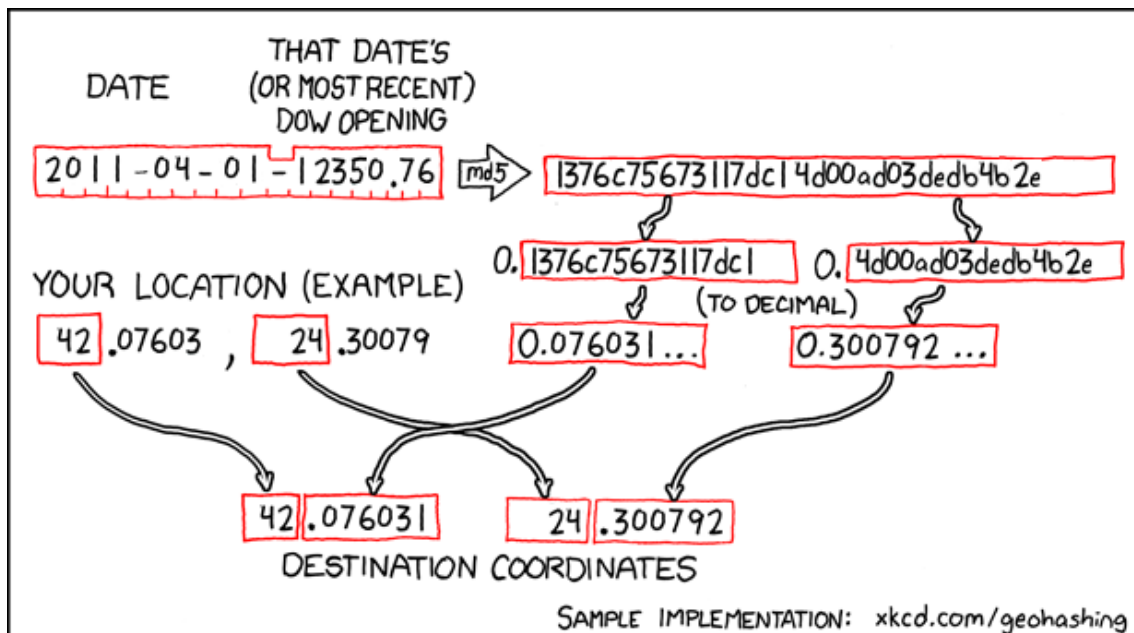 DATE
THAT DATE'S
(OR MOST RECENT)
DOW OPENING
2011-04-01-12350.76
md5
1376c75673117dc14d00ad03dedb4b2e
0.1376c75673117dc1
0.4d00ad03dedb4b2e
YOUR LOCATION (EXAMPLE)
(TO DECIMAL)
42.07603, 24.30079
0.076031...
0.300792...
42.076031
24.300792
DESTINATION COORDINATES
SAMPLE IMPLEMENTATION: xkcd.com/geohashing